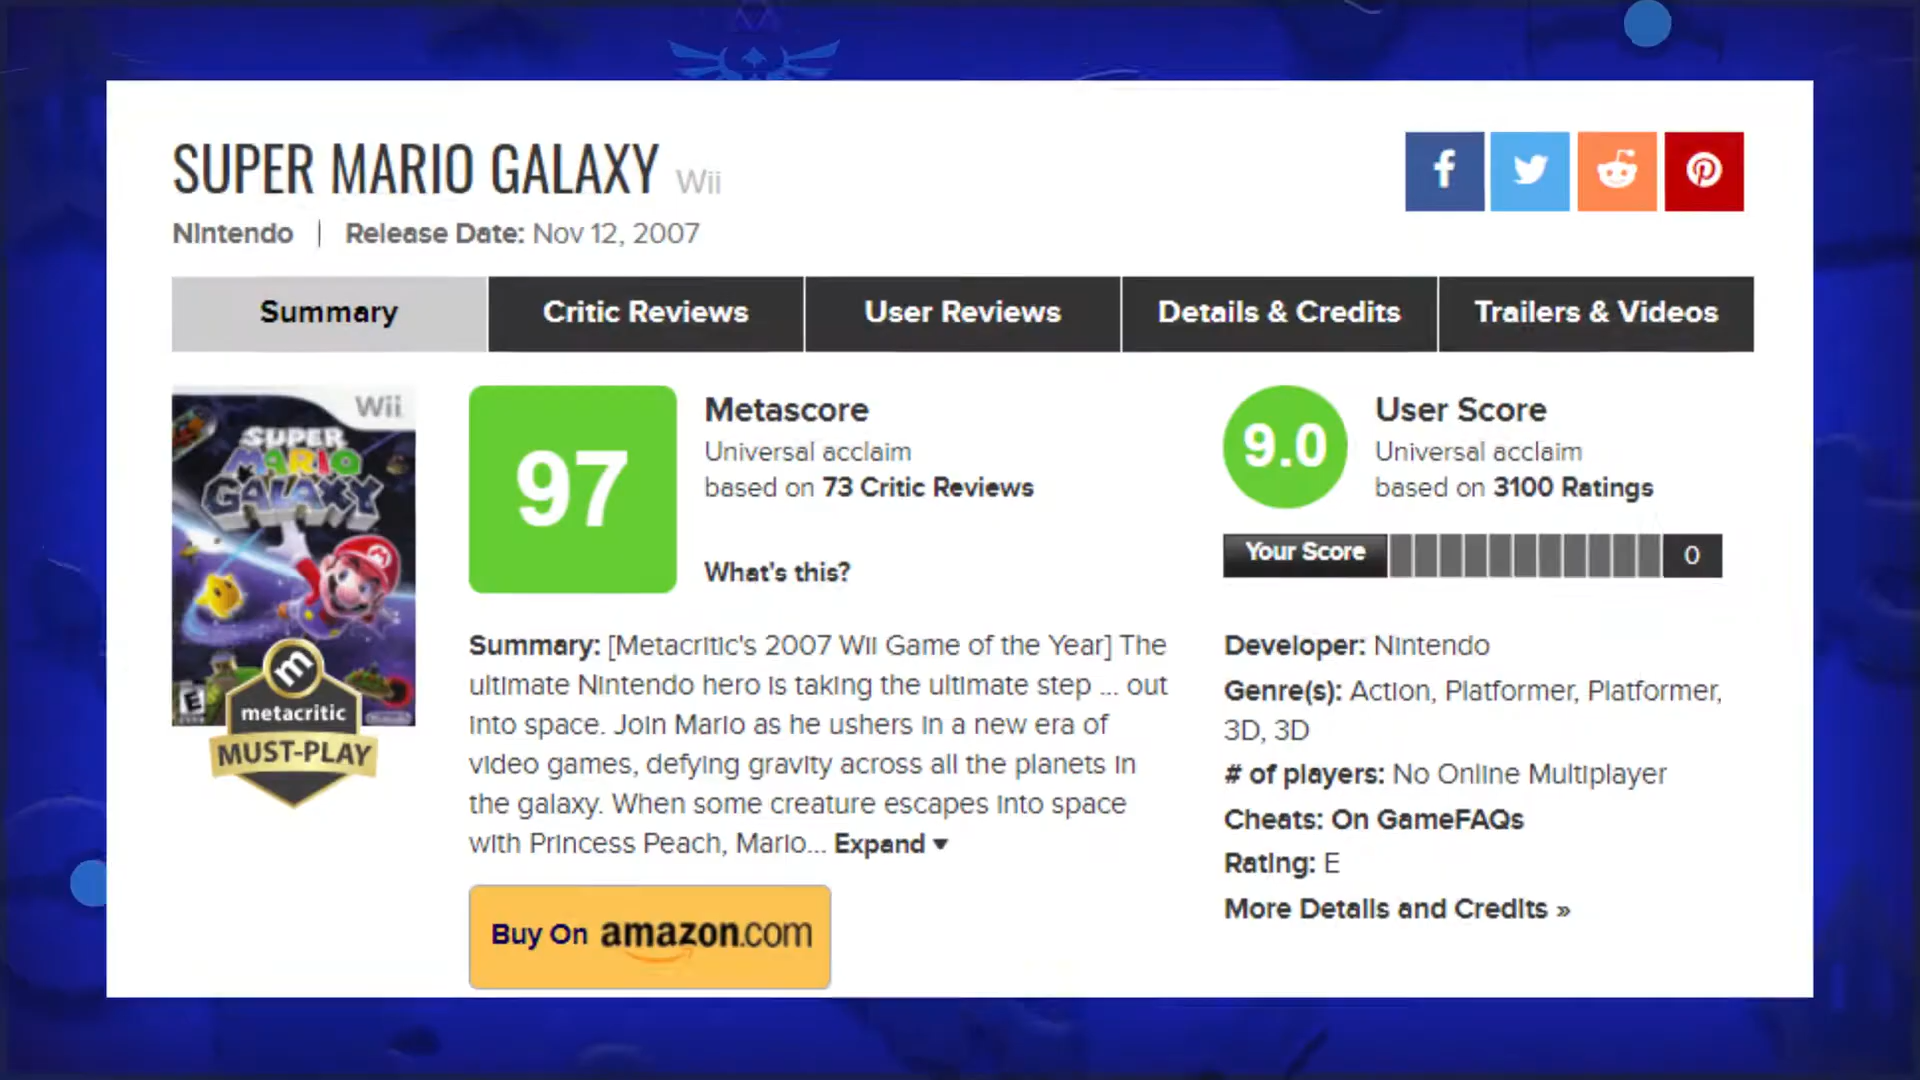 SUPER MARIO GALAXY Wii
Nintendo | Release Date: Nov 12, 2007
Summary
Critic Reviews
User Reviews
Details & Credits
Trailers & Videos
Wii
SUPER
MARIO
GALAXY
E
metacritic
MUST-PLAY
97
Metascore
Universal acclaim
based on 73 Critic Reviews
What's this?
Summary: [Metacritic's 2007 Wii Game of the Year] The
ultimate Nintendo hero is taking the ultimate step ... out
into space. Join Mario as he ushers in a new era of
video games, defying gravity across all the planets in
the galaxy. When some creature escapes into space
with Princess Peach, Mario... Expand ▼
Buy On amazon.com
9.0
User Score
Universal acclaim
based on 3100 Ratings
Your Score
0
Developer: Nintendo
Genre(s): Action, Platformer, Platformer,
3D, 3D
# of players: No Online Multiplayer
Cheats: On GameFAQs
Rating: E
More Details and Credits »